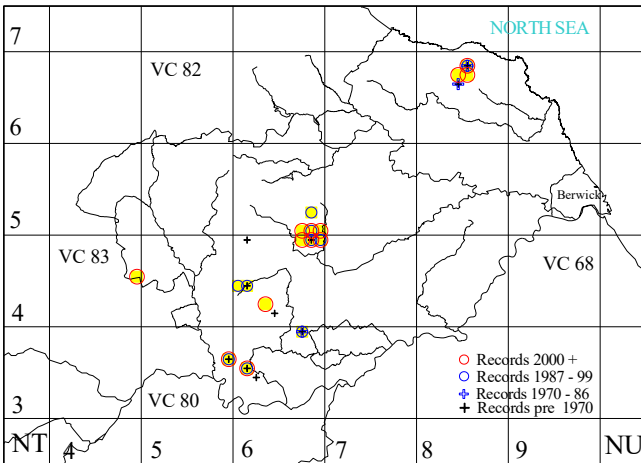 7
NORTH SEA
VC 82
6
Berwick
5
VC 83
VC 68
4
Records 2000 +
Records 1987 - 99
Records 1970 - 86
VC 80
Records pre 1970
3
NT 4 5 6 7 8 9 NU